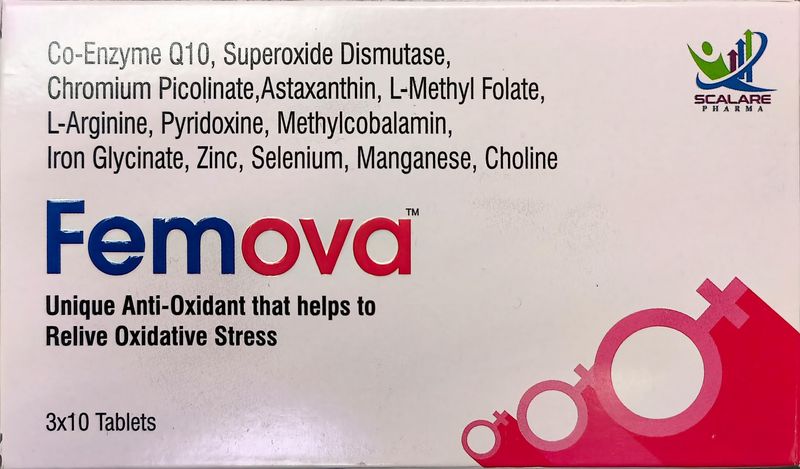 Co-Enzyme Q10, Superoxide Dismutase,
Chromium Picolinate,Astaxanthin, L-Methyl Folate,
L-Arginine, Pyridoxine, Methylcobalamin,
Iron Glycinate, Zinc, Selenium, Manganese, Choline
SCALARE
PHARMA
Femova™
Unique Anti-Oxidant that helps to
Relive Oxidative Stress
3x10 Tablets